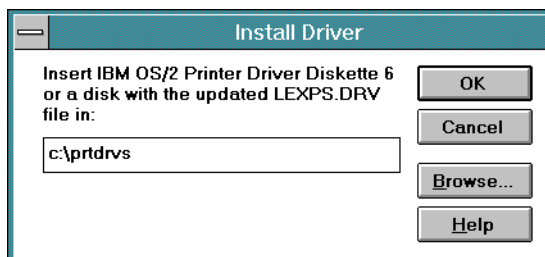 Install Driver
Insert IBM OS/2 Printer Driver Diskette 6
or a disk with the updated LEXPS.DRV
file in:
c:\prtdrvs
OK
Cancel
Browse...
Help